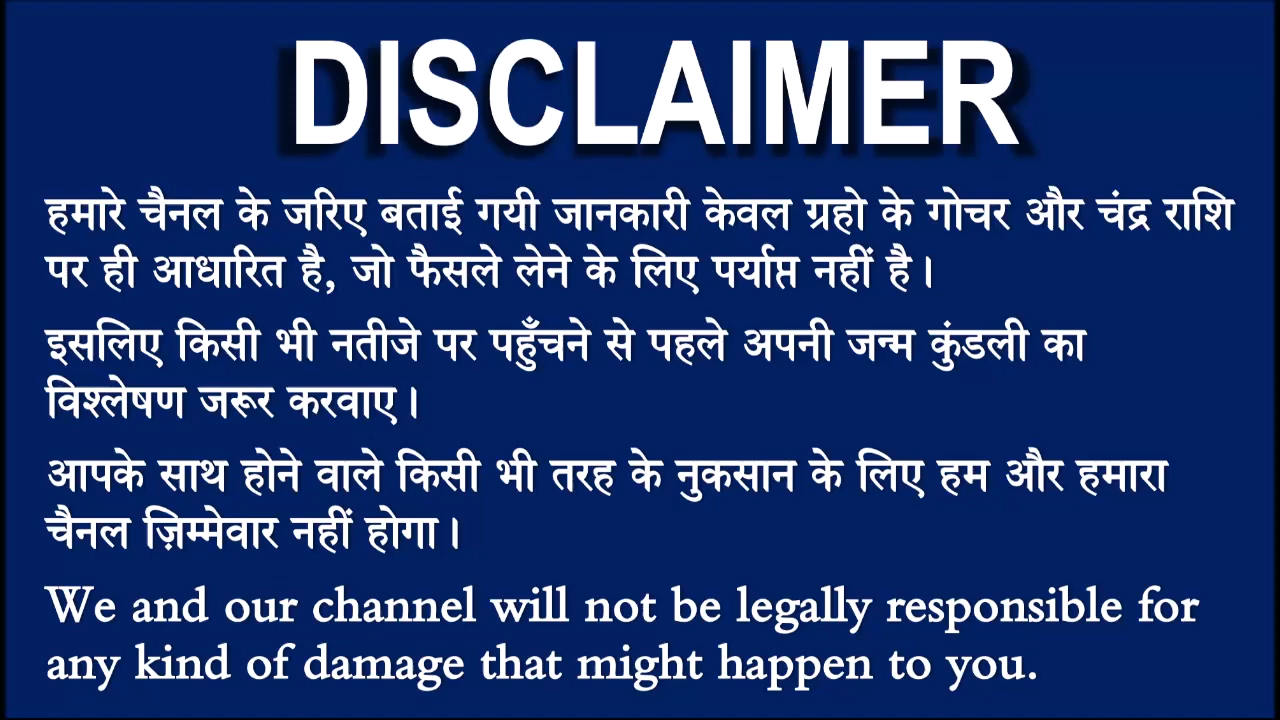 DISCLAIMER
हमारे चैनल के जरिए बताई गयी जानकारी केवल ग्रहो के गोचर और चंद्र राशि
पर ही आधारित है, जो फैसले लेने के लिए पर्याप्त नहीं है।
इसलिए किसी भी नतीजे पर पहुँचने से पहले अपनी जन्म कुंडली का
विश्लेषण जरूर करवाए।
आपके साथ होने वाले किसी भी तरह के नुकसान के लिए हम और हमारा
चैनल ज़िम्मेवार नहीं होगा।
We and our channel will not be legally responsible for
any kind of damage that might happen to you.